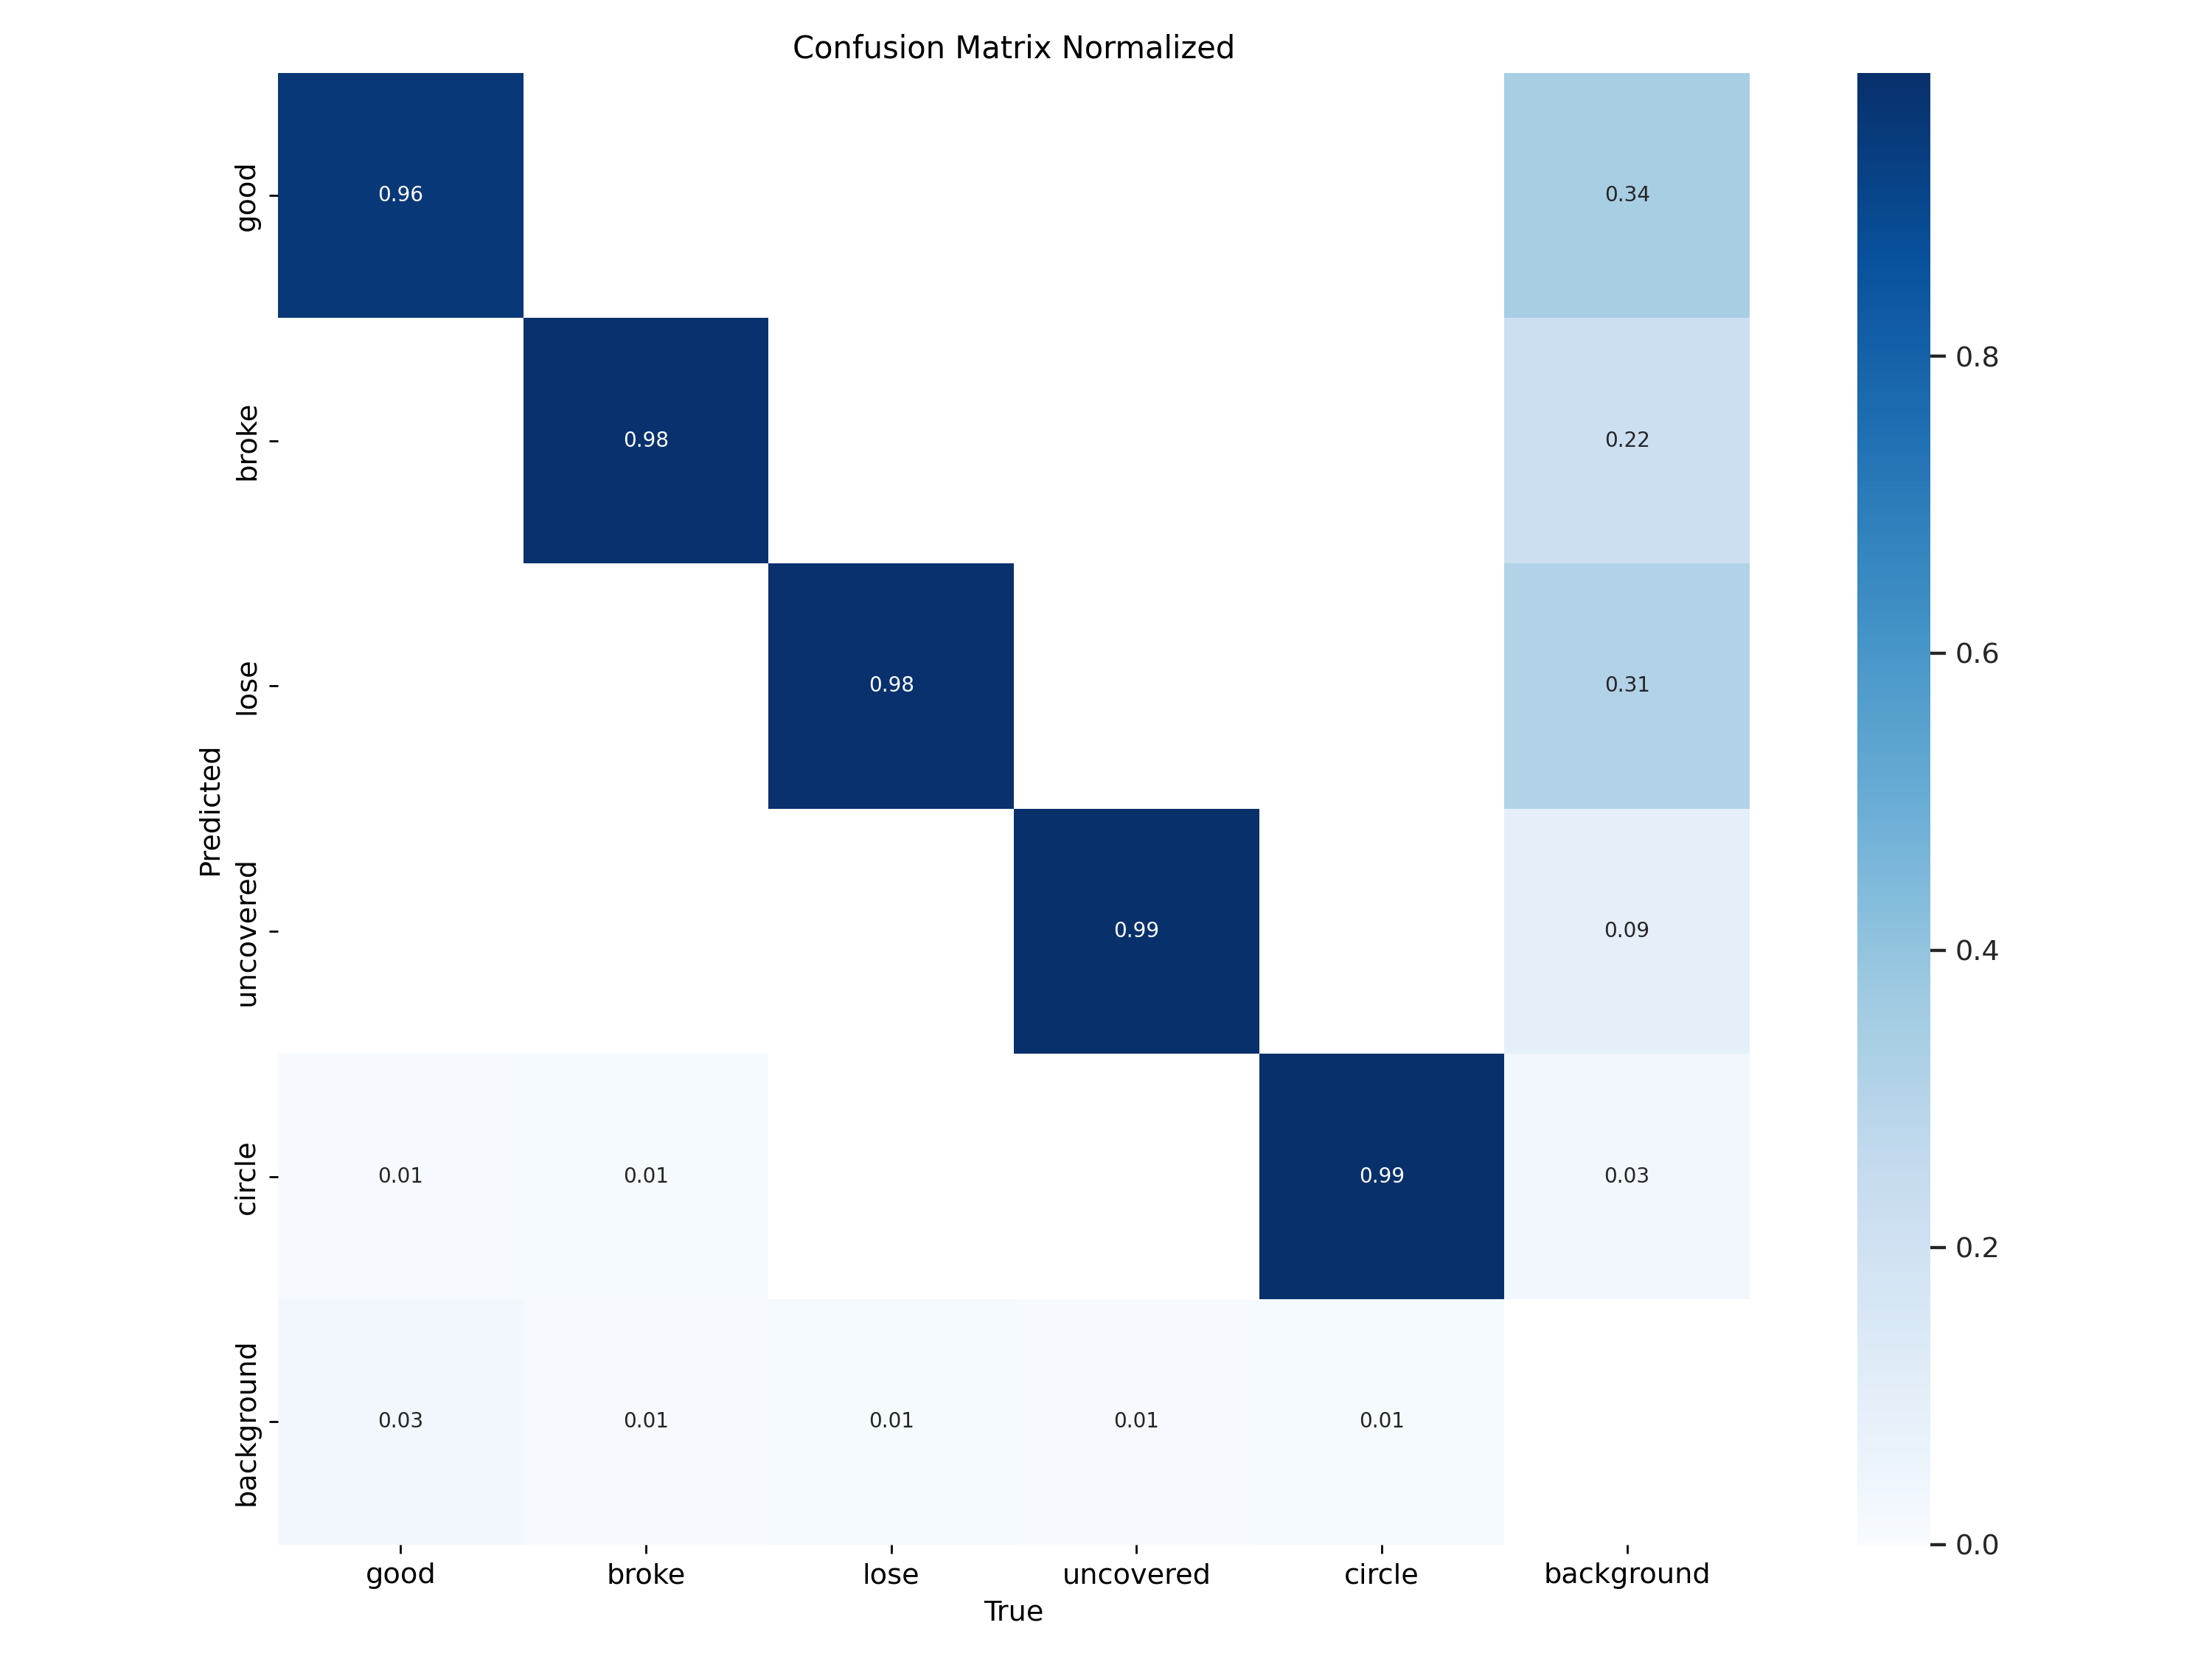 Confusion Matrix Normalized
good
0.96
0.34
broke
0.98
0.22
0.8
lose
0.98
0.31
0.6
Predicted
uncovered
0.99
0.09
0.4
circle
0.01
0.01
0.99
0.03
0.2
background
0.03
0.01
0.01
0.01
0.01
0.0
good
broke
lose
uncovered
circle
background
True